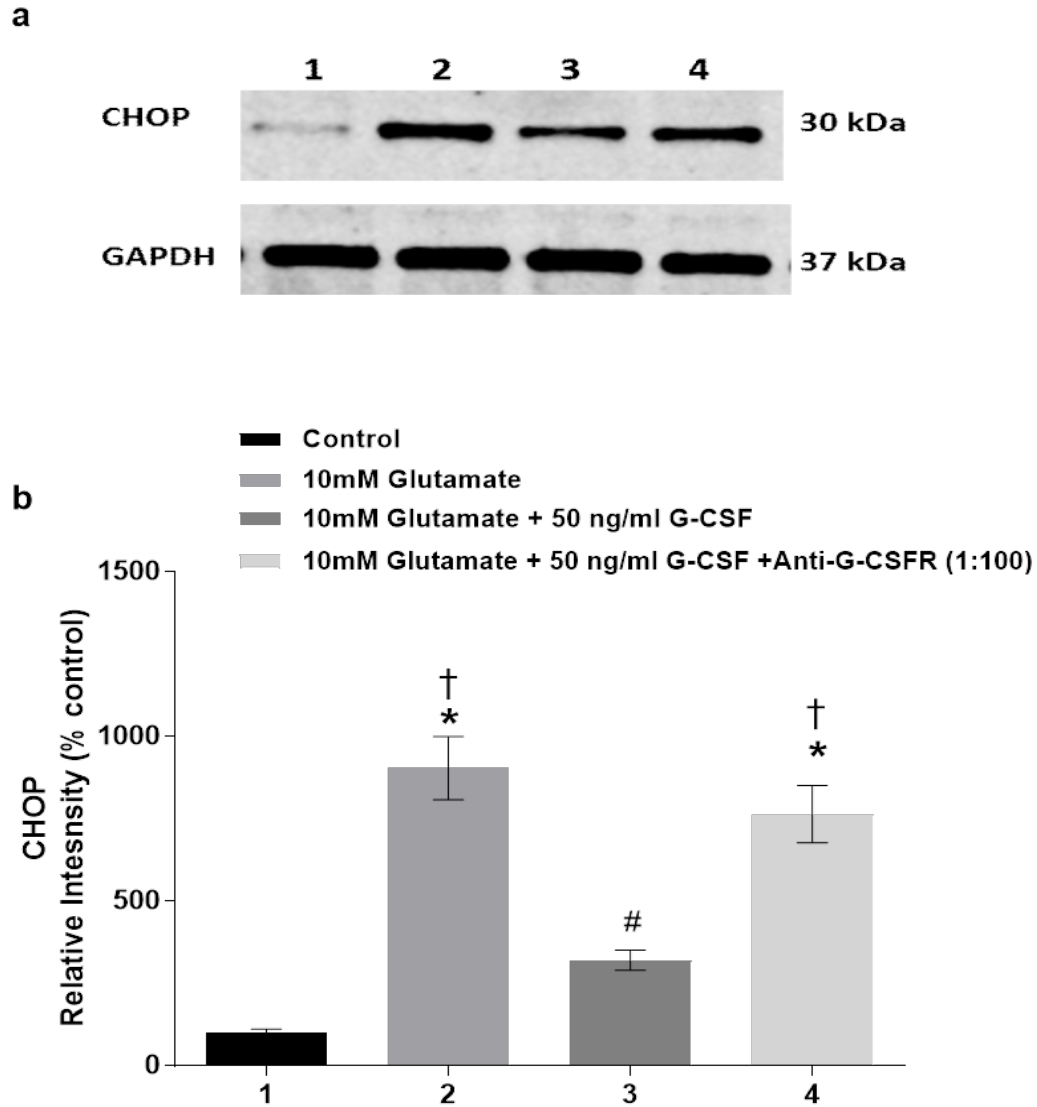 a
1 2 3 4
CHOP
30 kDa
GAPDH
37 kDa
b
Control
10mM Glutamate
10mM Glutamate + 50 ng/ml G-CSF
10mM Glutamate + 50 ng/ml G-CSF +Anti-G-CSFR (1:100)
CHOP
Relative Intesnsity (% control)
1500
1000
500
0
†
*
#
†
*
1 2 3 4